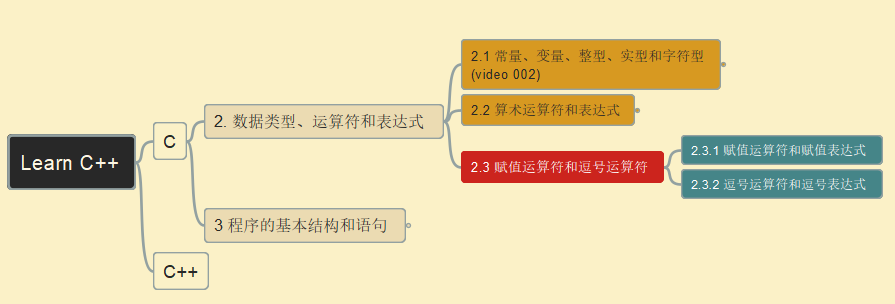 Learn C++
C
2. 数据类型、运算符和表达式
2.1 常量、变量、整型、实型和字符型
(video 002)
2.2 算术运算符和表达式
2.3 赋值运算符和逗号运算符
2.3.1 赋值运算符和赋值表达式
2.3.2 逗号运算符和逗号表达式
3 程序的基本结构和语句
C++